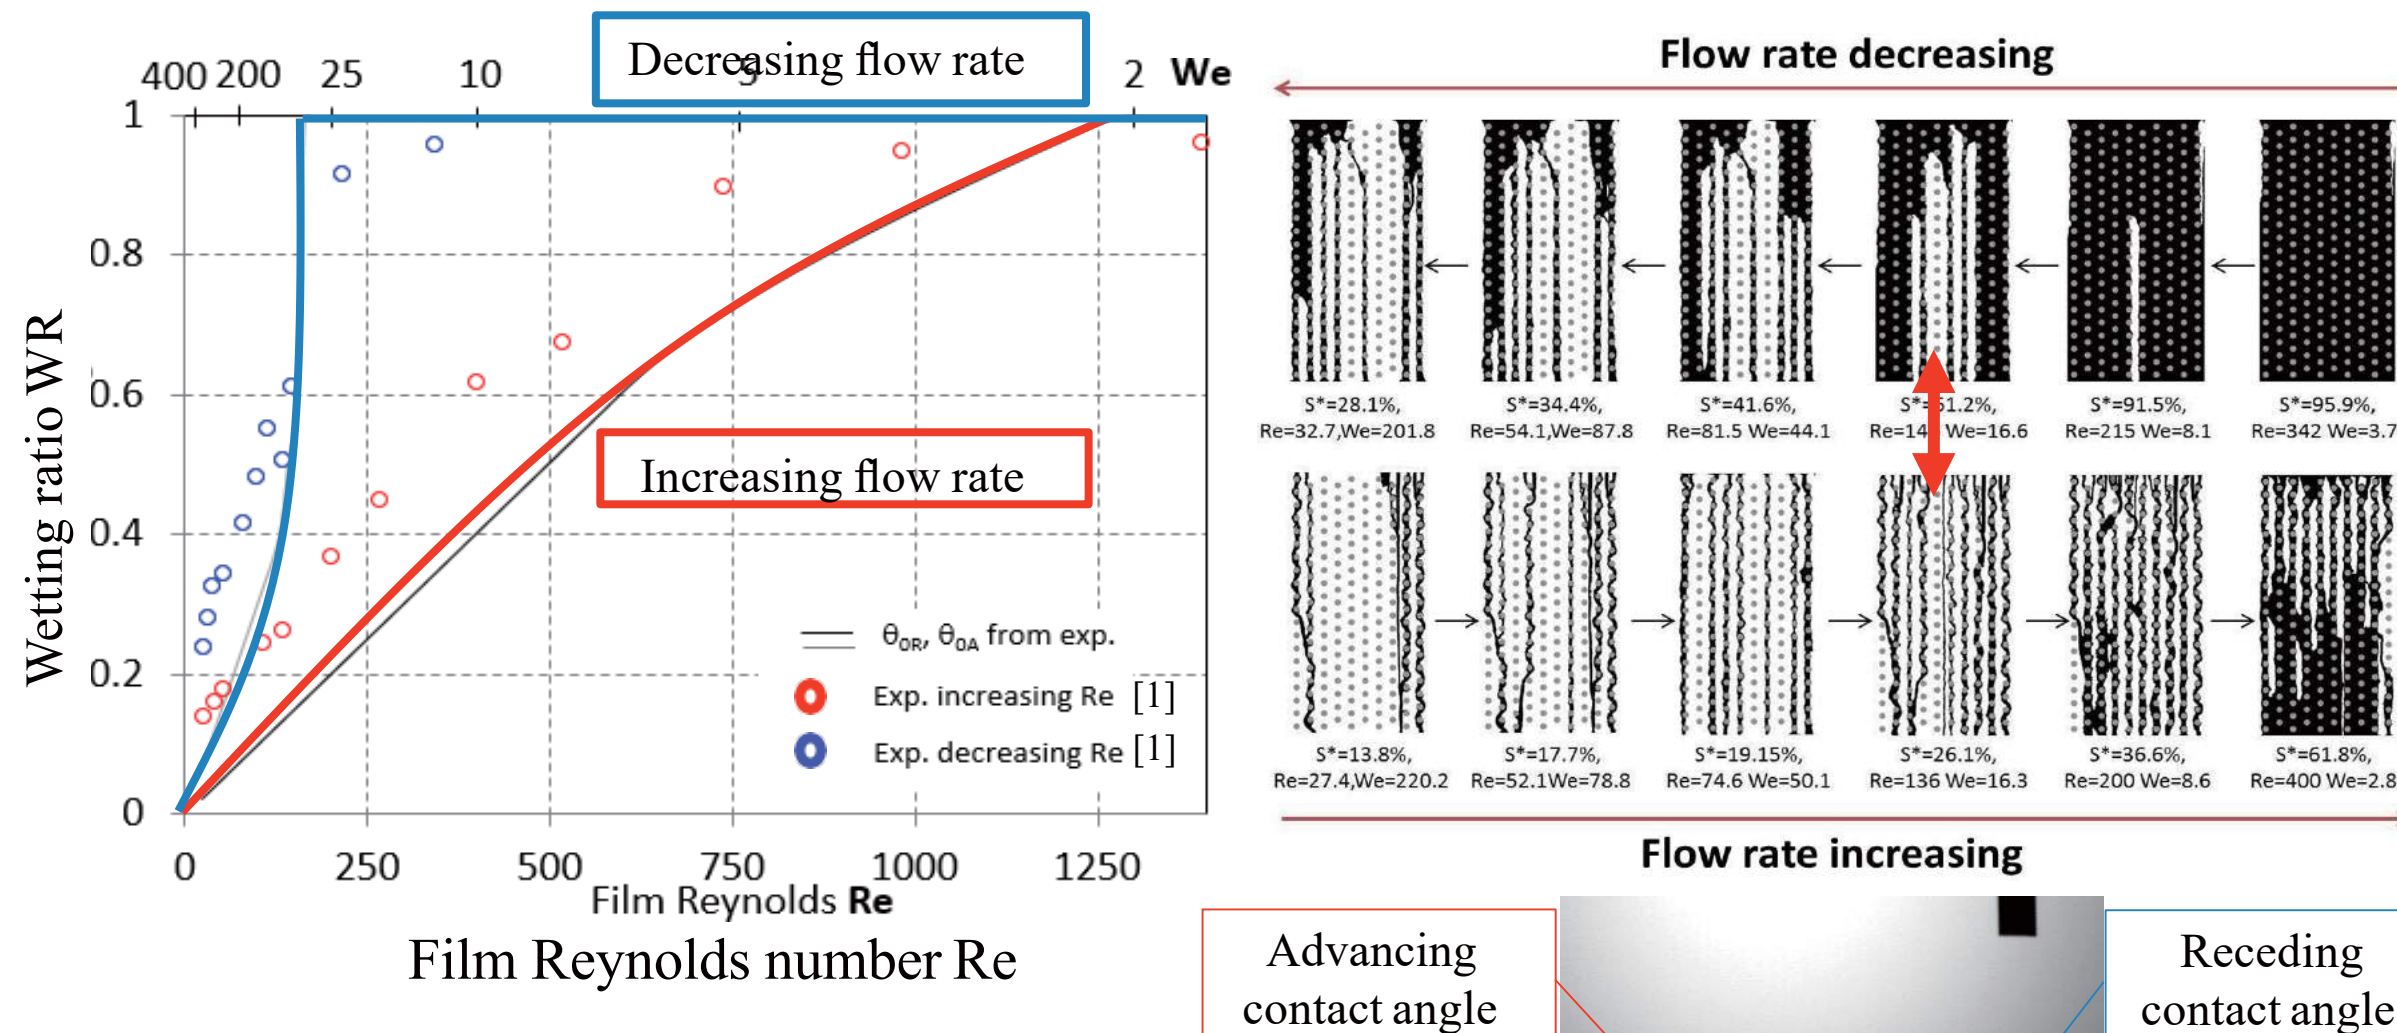 Decreasing flow rate
400 200 25 10 5 2 We
1
0.8
0.6
0.4
0.2
0
Wetting ratio WR
Increasing flow rate
θ0R, θ0A from exp.
Exp. increasing Re [1]
Exp. decreasing Re [1]
0 250 500 750 1000 1250
Film Reynolds Re
Film Reynolds number Re
Flow rate decreasing
S*=28.1%,
Re=32.7,We=201.8
S*=34.4%,
Re=54.1,We=87.8
S*=41.6%,
Re=81.5 We=44.1
We=16.6
S*=91.5%,
Re=215 We=8.1
S*=95.9%,
Re=342 We=3.7
S*=13.8%,
Re=27.4,We=220.2
S*=17.7%,
Re=52.1We=78.8
S*=19.15%,
Re=74.6 We=50.1
S*=26.1%,
Re=136 We=16.3
S*=36.6%,
Re=200 We=8.6
S*=61.8%,
Re=400 We=2.8
Flow rate increasing
Advancing
contact angle
Receding
contact angle